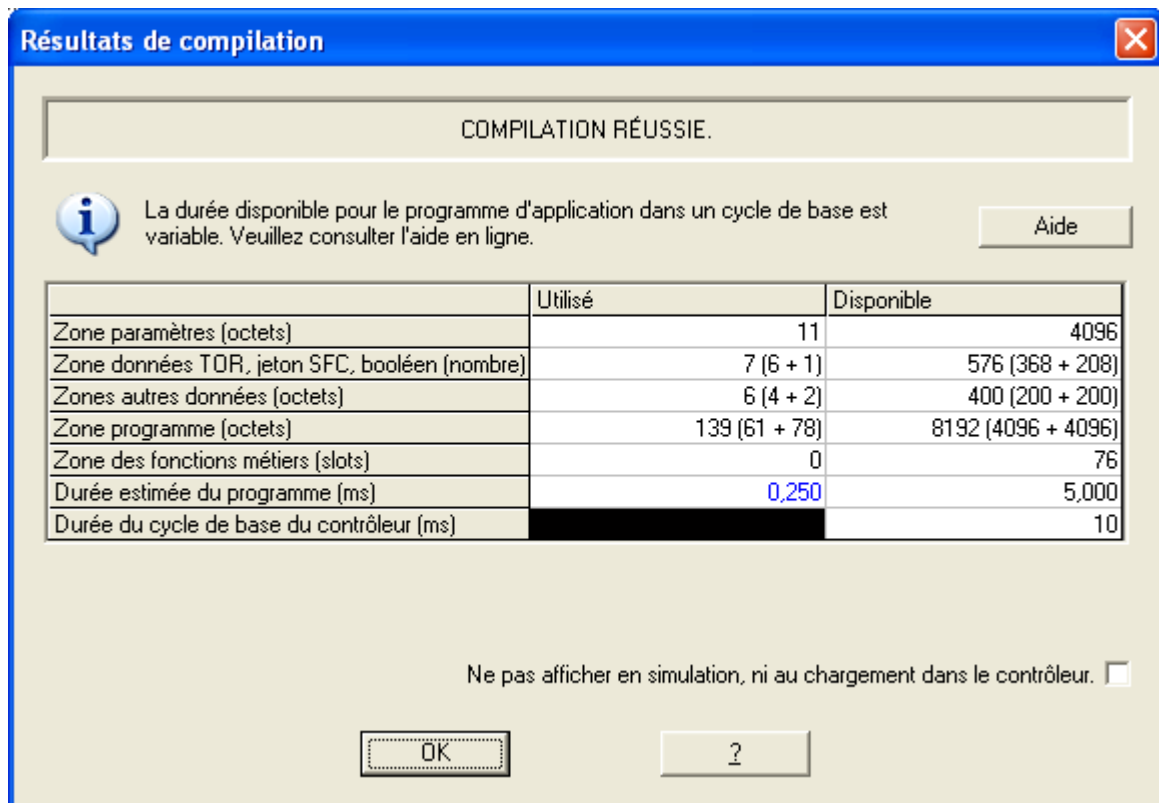 Résultats de compilation
COMPILATION RÉUSSIE.
La durée disponible pour le programme d'application dans un cycle de base est
variable. Veuillez consulter l'aide en ligne.
Aide
Utilisé Disponible
Zone paramètres (octets) 11 4096
Zone données TOR, jeton SFC, booléen (nombre) 7 (6 + 1) 576 (368 + 208)
Zones autres données (octets) 6 (4 + 2) 400 (200 + 200)
Zone programme (octets) 139 (61 + 78) 8192 (4096 + 4096)
Zone des fonctions métiers (slots) 0 76
Durée estimée du programme (ms) 0,250 5,000
Durée du cycle de base du contrôleur (ms) 10
Ne pas afficher en simulation, ni au chargement dans le contrôleur.
OK ?